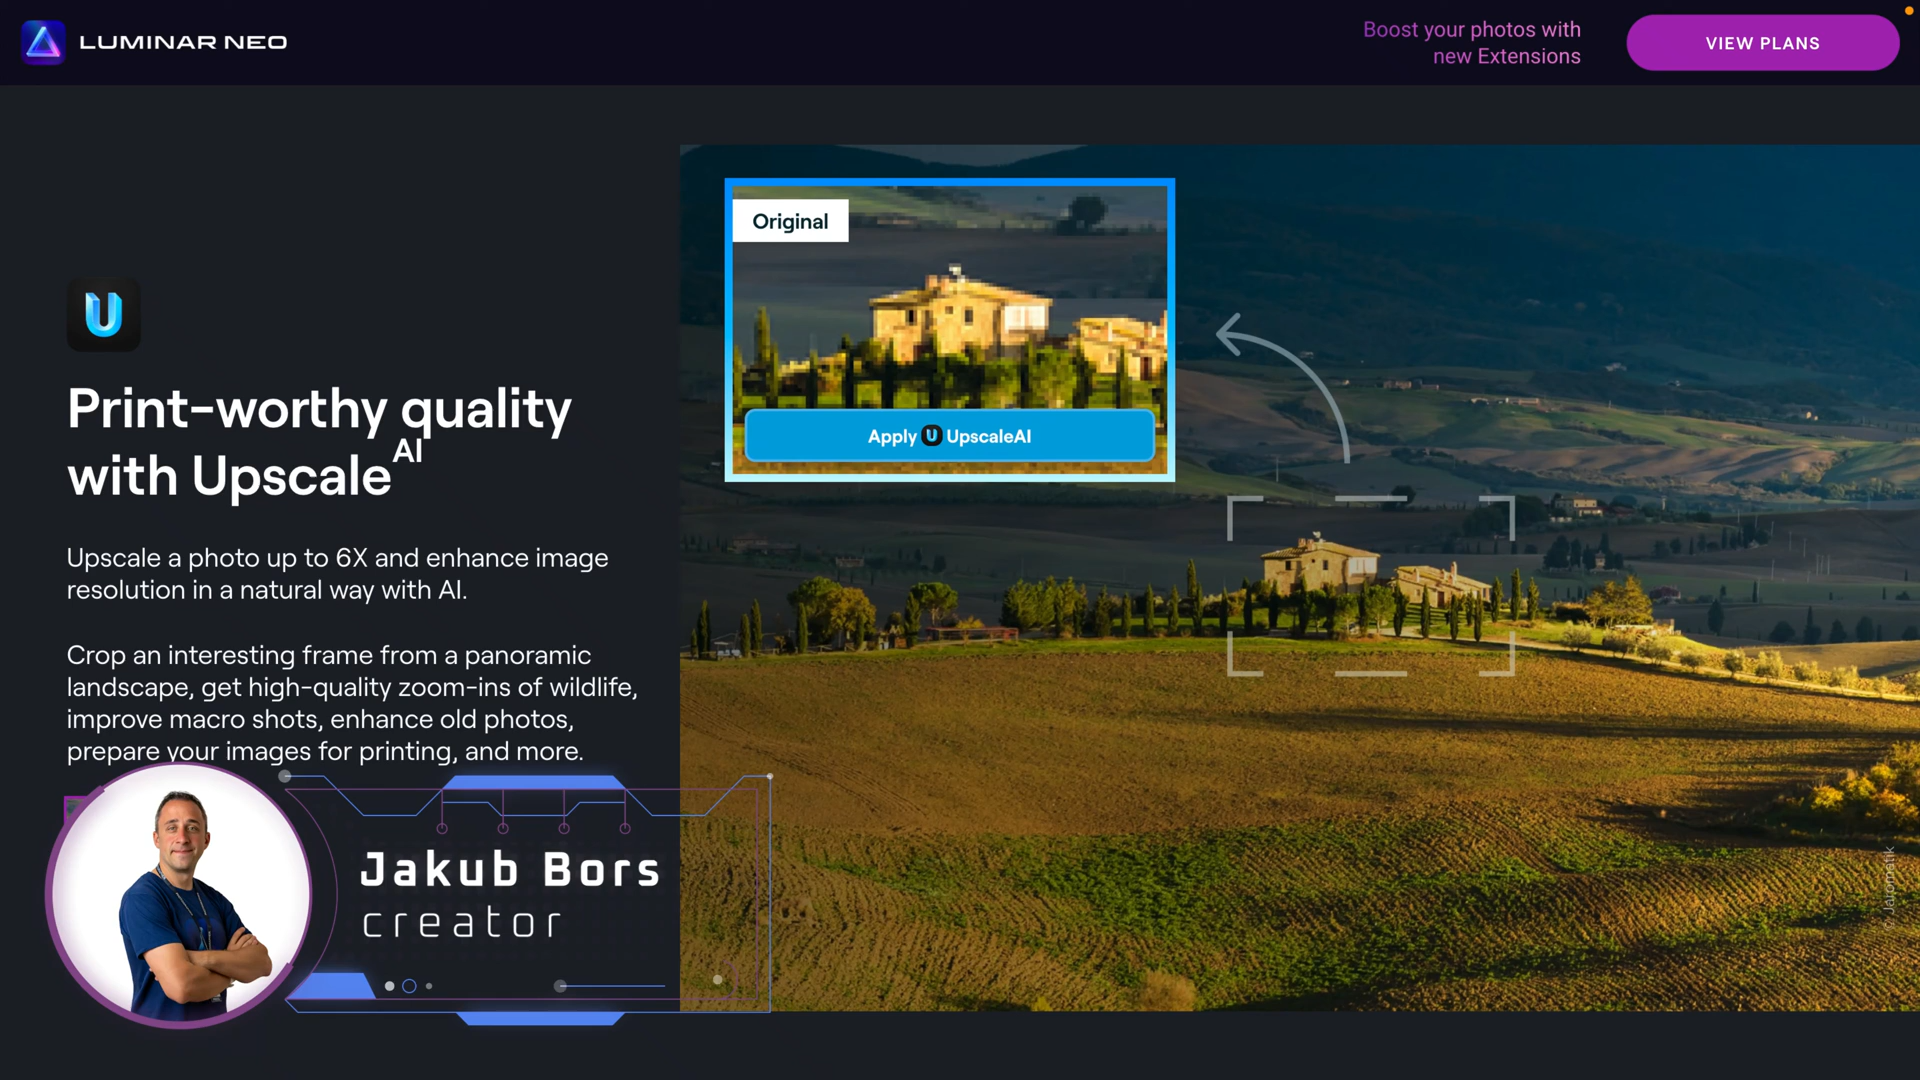 LUMINAR NEO
Boost your photos with
new Extensions
VIEW PLANS
Original
Apply U UpscaleAI
U
Print-worthy quality
with Upscale AI
Upscale a photo up to 6X and enhance image
resolution in a natural way with AI.
Crop an interesting frame from a panoramic
landscape, get high-quality zoom-ins of wildlife,
improve macro shots, enhance old photos,
prepare your images for printing, and more.
Jakub Bors
creator